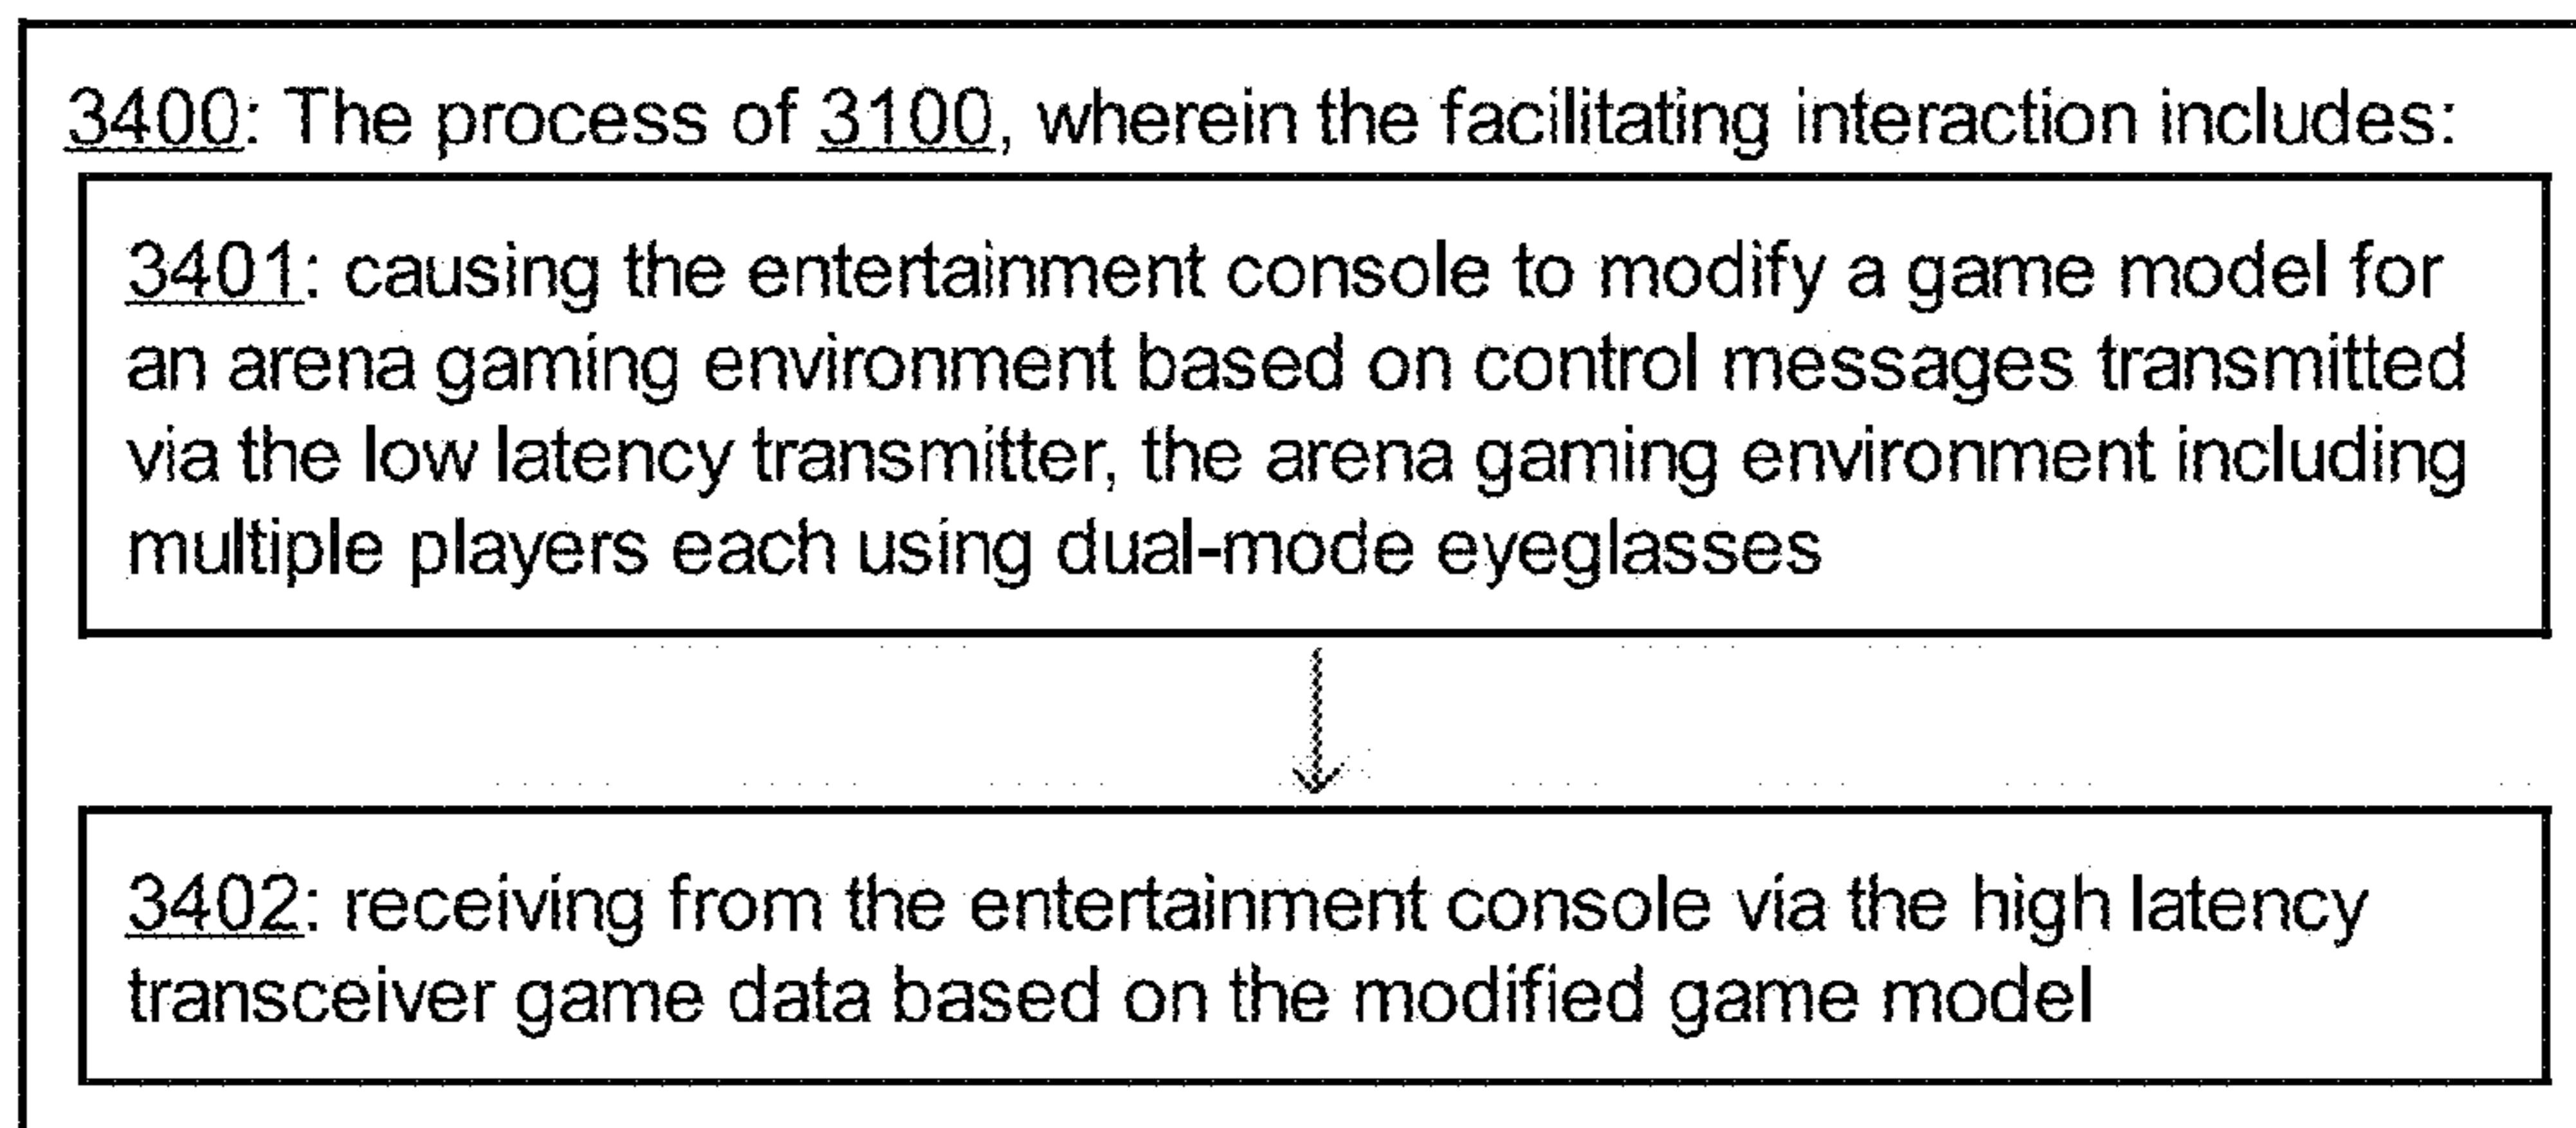 3400: The process of 3100, wherein the facilitating interaction includes:
3401: causing the entertainment console to modify a game model for
an arena gaming environment based on control messages transmitted
via the low latency transmitter, the arena gaming environment including
multiple players each using dual-mode eyeglasses
3402: receiving from the entertainment console via the high latency
transceiver game data based on the modified game model